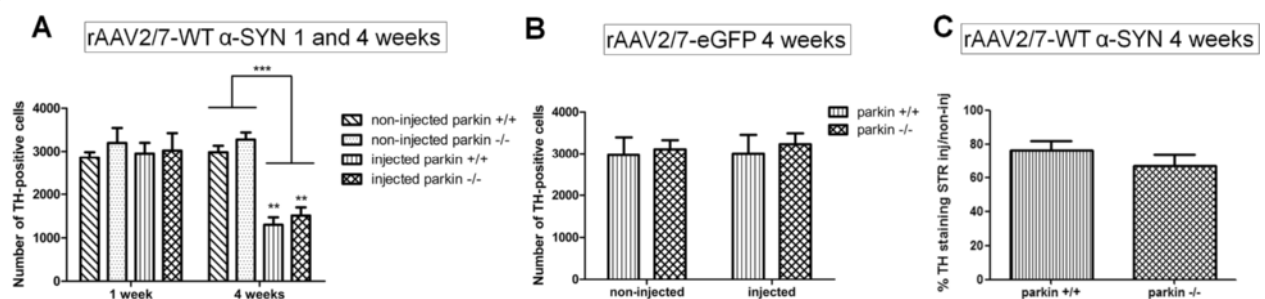 A
rAAV2/7-WT α-SYN 1 and 4 weeks
Number of TH-positive cells
4000
3000
2000
1000
0
***
**
**
1 week
4 weeks
non-injected parkin +/+
non-injected parkin -/-
injected parkin +/+
injected parkin -/-
B
rAAV2/7-eGFP 4 weeks
Number of TH-positive cells
4000
3000
2000
1000
0
non-injected
injected
parkin +/+
parkin -/-
C
rAAV2/7-WT α-SYN 4 weeks
% TH staining STR inj/non-inj
100
80
60
40
20
0
parkin +/+
parkin -/-